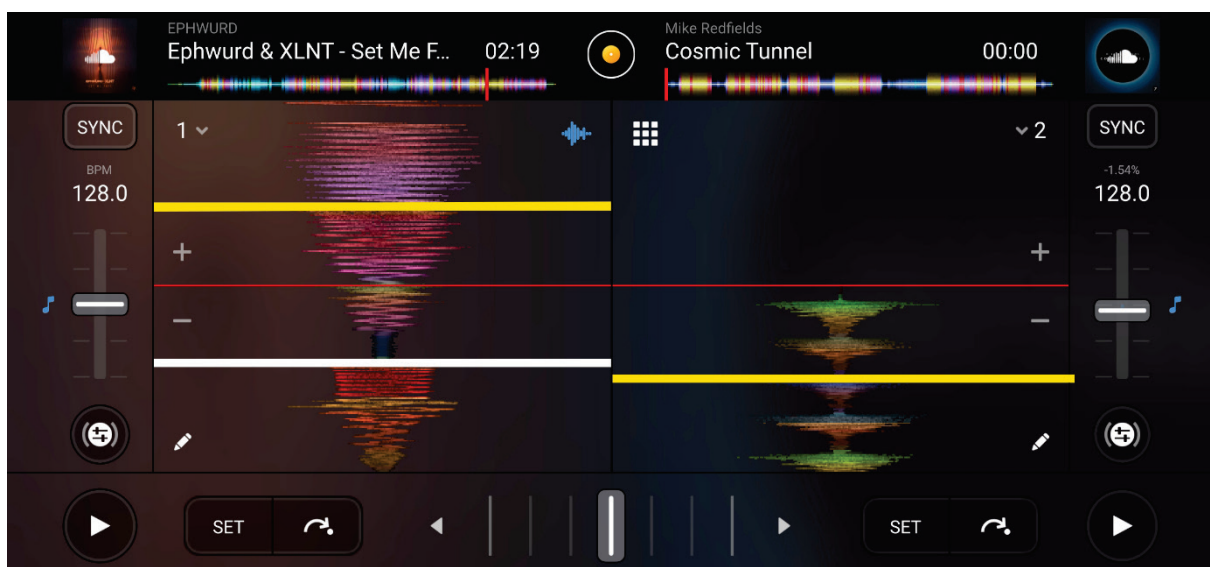 EPHWURD
Ephwurd & XLNT - Set Me F... 02:19
Mike Redfields
Cosmic Tunnel 00:00
SYNC
1
2
SYNC
BPM
128.0
-1.54%
128.0
SET
SET